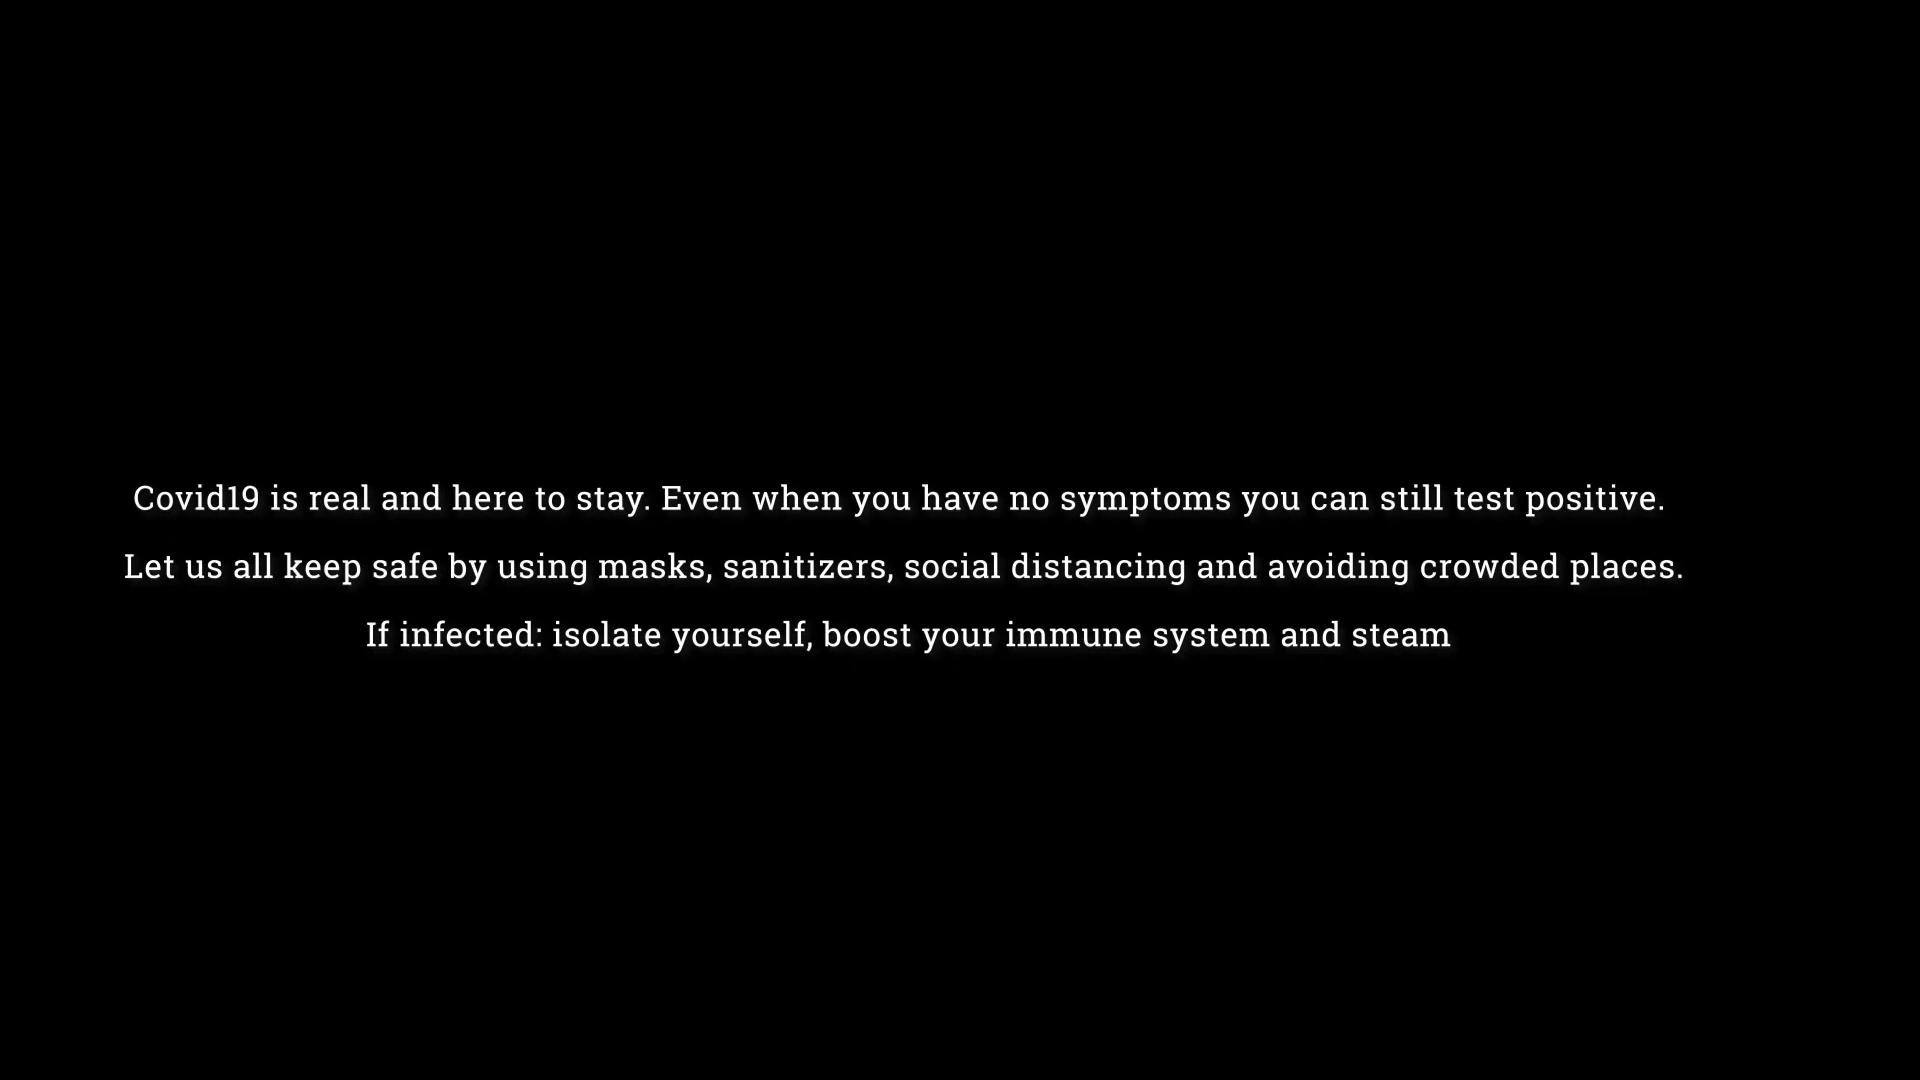 Covid19 is real and here to stay. Even when you have no symptoms you can still test positive.
Let us all keep safe by using masks, sanitizers, social distancing and avoiding crowded places.
If infected: isolate yourself, boost your immune system and steam